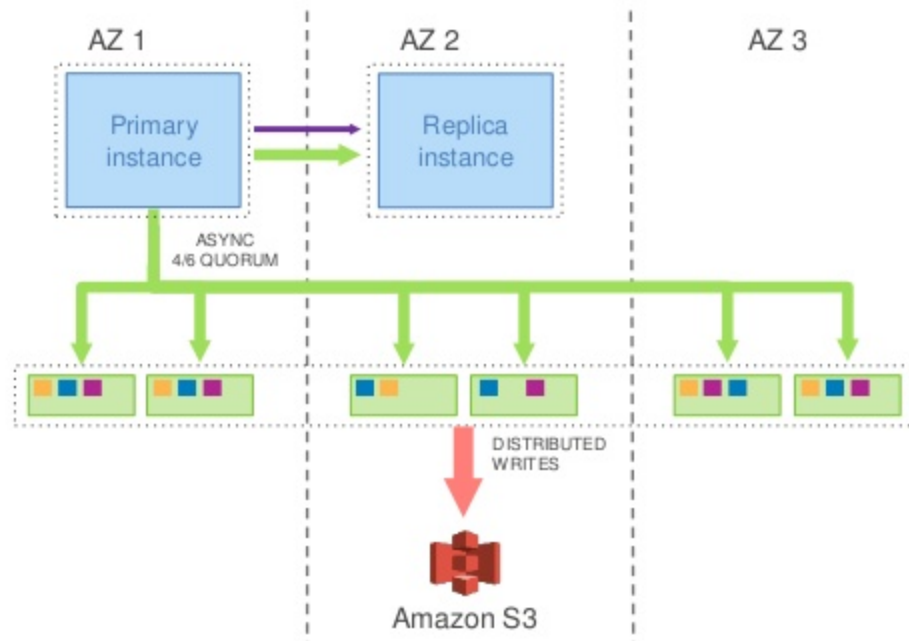 AZ 1
AZ 2
AZ 3
Primary
instance
Replica
instance
ASYNC
4/6 QUORUM
DISTRIBUTED
WRITES
Amazon S3